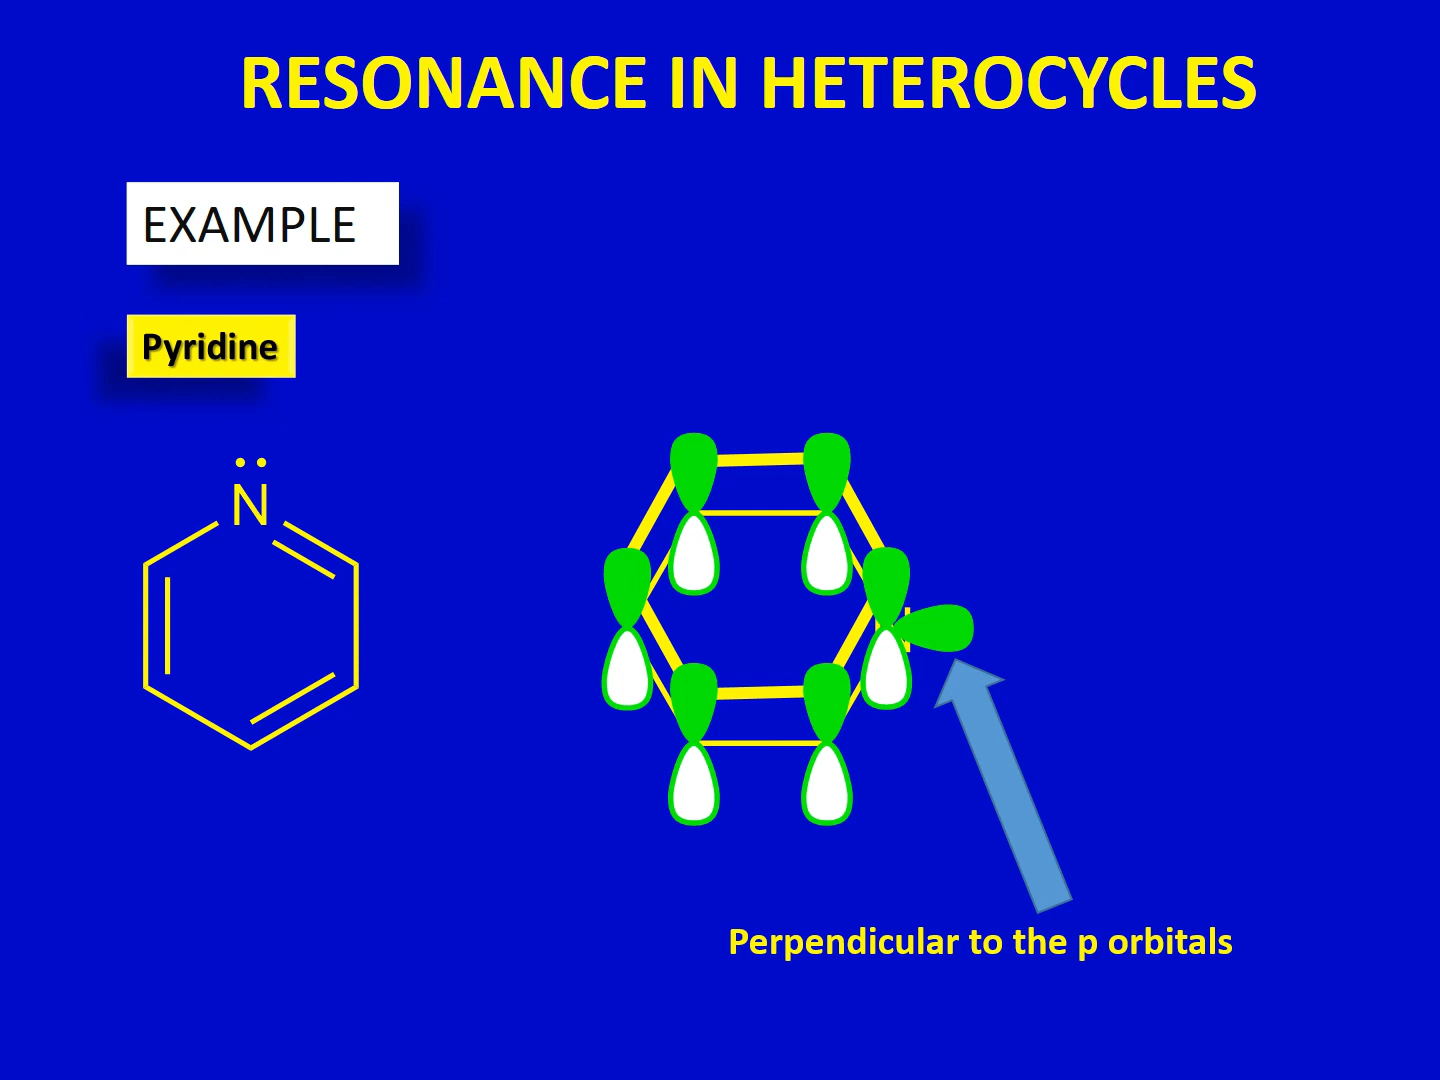 RESONANCE IN HETEROCYCLES
EXAMPLE
Pyridine
N
Perpendicular to the p orbitals